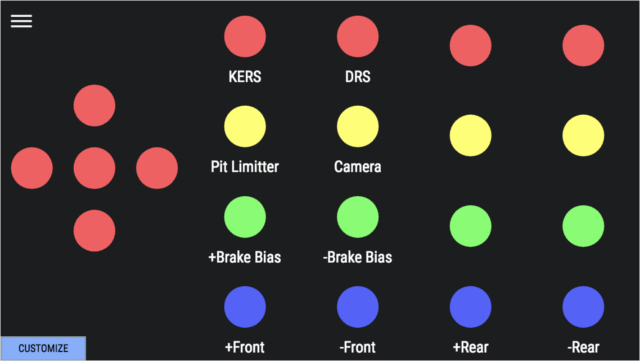 KERS
DRS
Pit Limitter
Camera
+Brake Bias
-Brake Bias
+Front
-Front
+Rear
-Rear
CUSTOMIZE